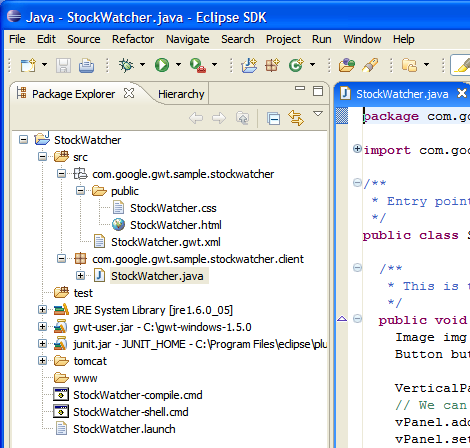 Java - StockWatcher.java - Eclipse SDK
File Edit Source Refactor Navigate Search Project Run Window Help
Package Explorer Hierarchy
StockWatcher.java
StockWatcher
src
com.google.gwt.sample.stockwatcher
public
StockWatcher.css
StockWatcher.html
StockWatcher.gwt.xml
com.google.gwt.sample.stockwatcher.client
StockWatcher.java
test
JRE System Library [jre1.6.0_05]
gwt-user.jar - C:\gwt-windows-1.5.0
junit.jar - JUNIT_HOME - C:\Program Files\eclipse\plu
tomcat
www
StockWatcher-compile.cmd
StockWatcher-shell.cmd
StockWatcher.launch
package com.go
import com.goo
/**
* Entry point
*/
public class S
/**
* This is t
*/
public void
Image img
Button but
VerticalPa
// We can
vPanel.add
vPanel.set